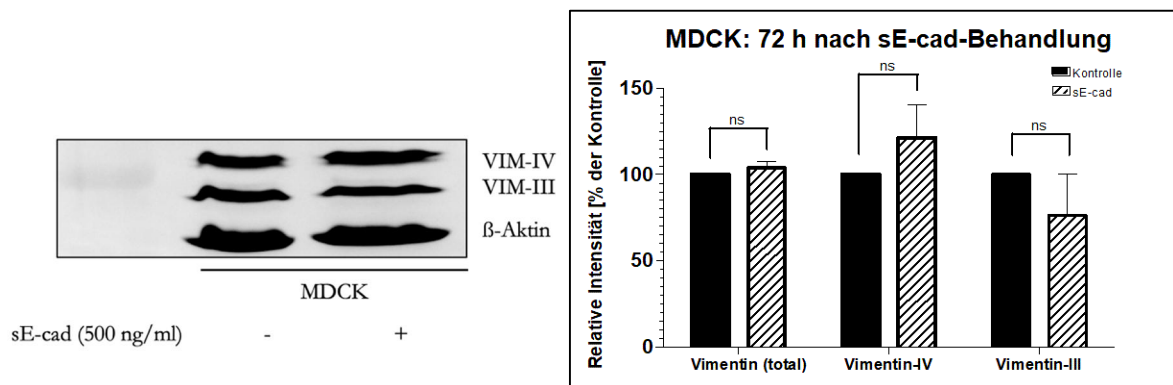 VIM-IV
VIM-III
ß-Aktin
MDCK
sE-cad (500 ng/ml) - +
MDCK: 72 h nach sE-cad-Behandlung
Kontrolle
sE-cad
Relative Intensität [% der Kontrolle]
150
100
50
0
ns
ns
ns
Vimentin (total) Vimentin-IV Vimentin-III